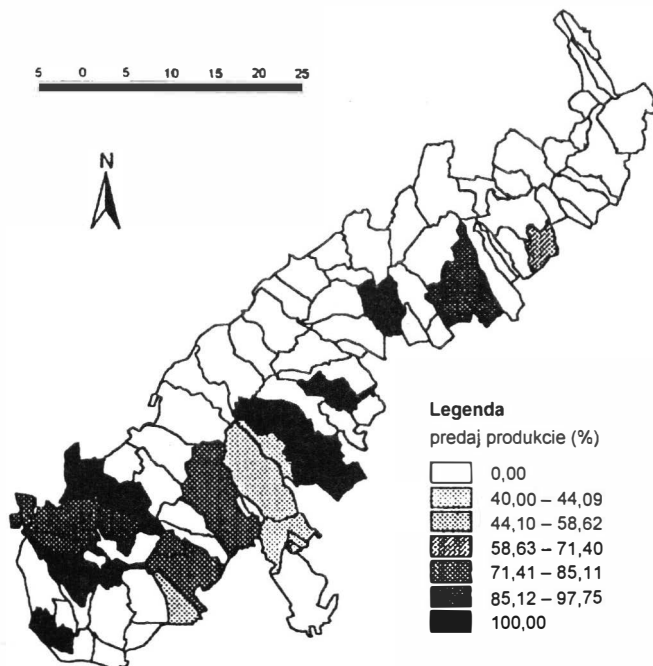 5 0 5 10 15 20 25
N
Legenda
predaj produkcie (%)
0,00
40,00 – 44,09
44,10 – 58,62
58,63 – 71,40
71,41 – 85,11
85,12 – 97,75
100,00